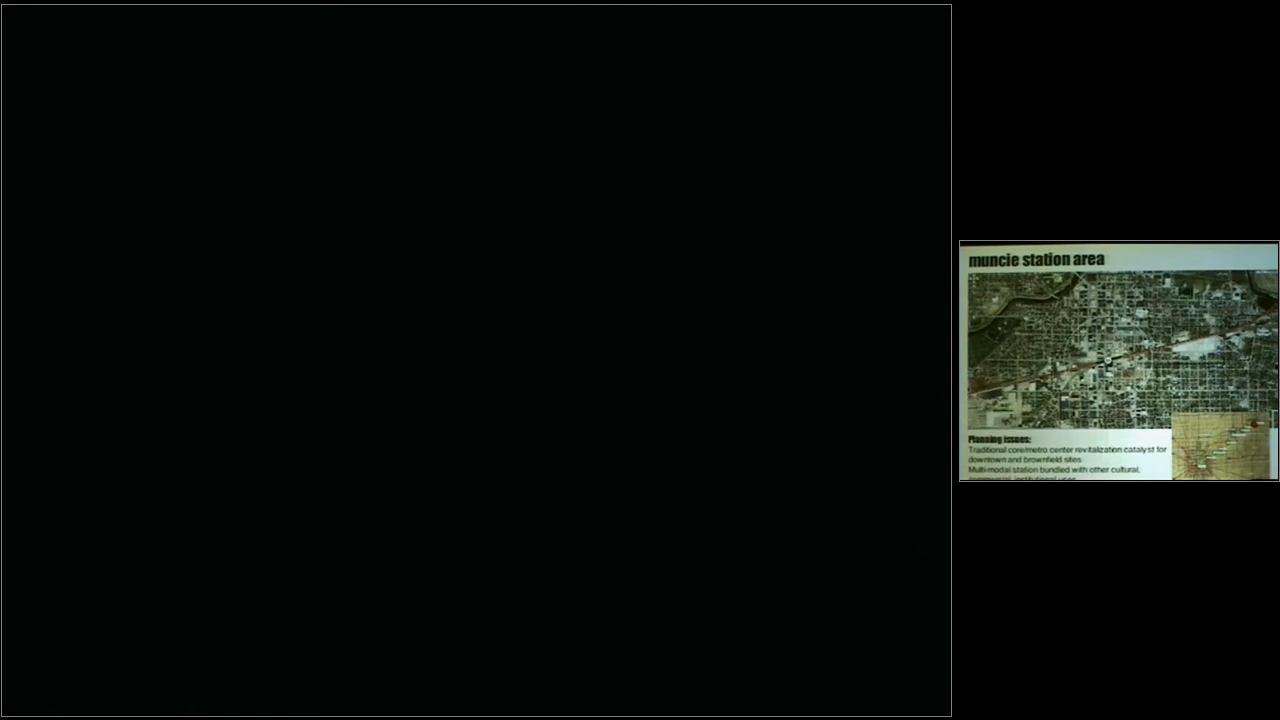 muncie station area
Planning issues:
Traditional core/metro center revitalization catalyst for
downtown and brownfield sites
Multi-modal station bundled with other cultural,